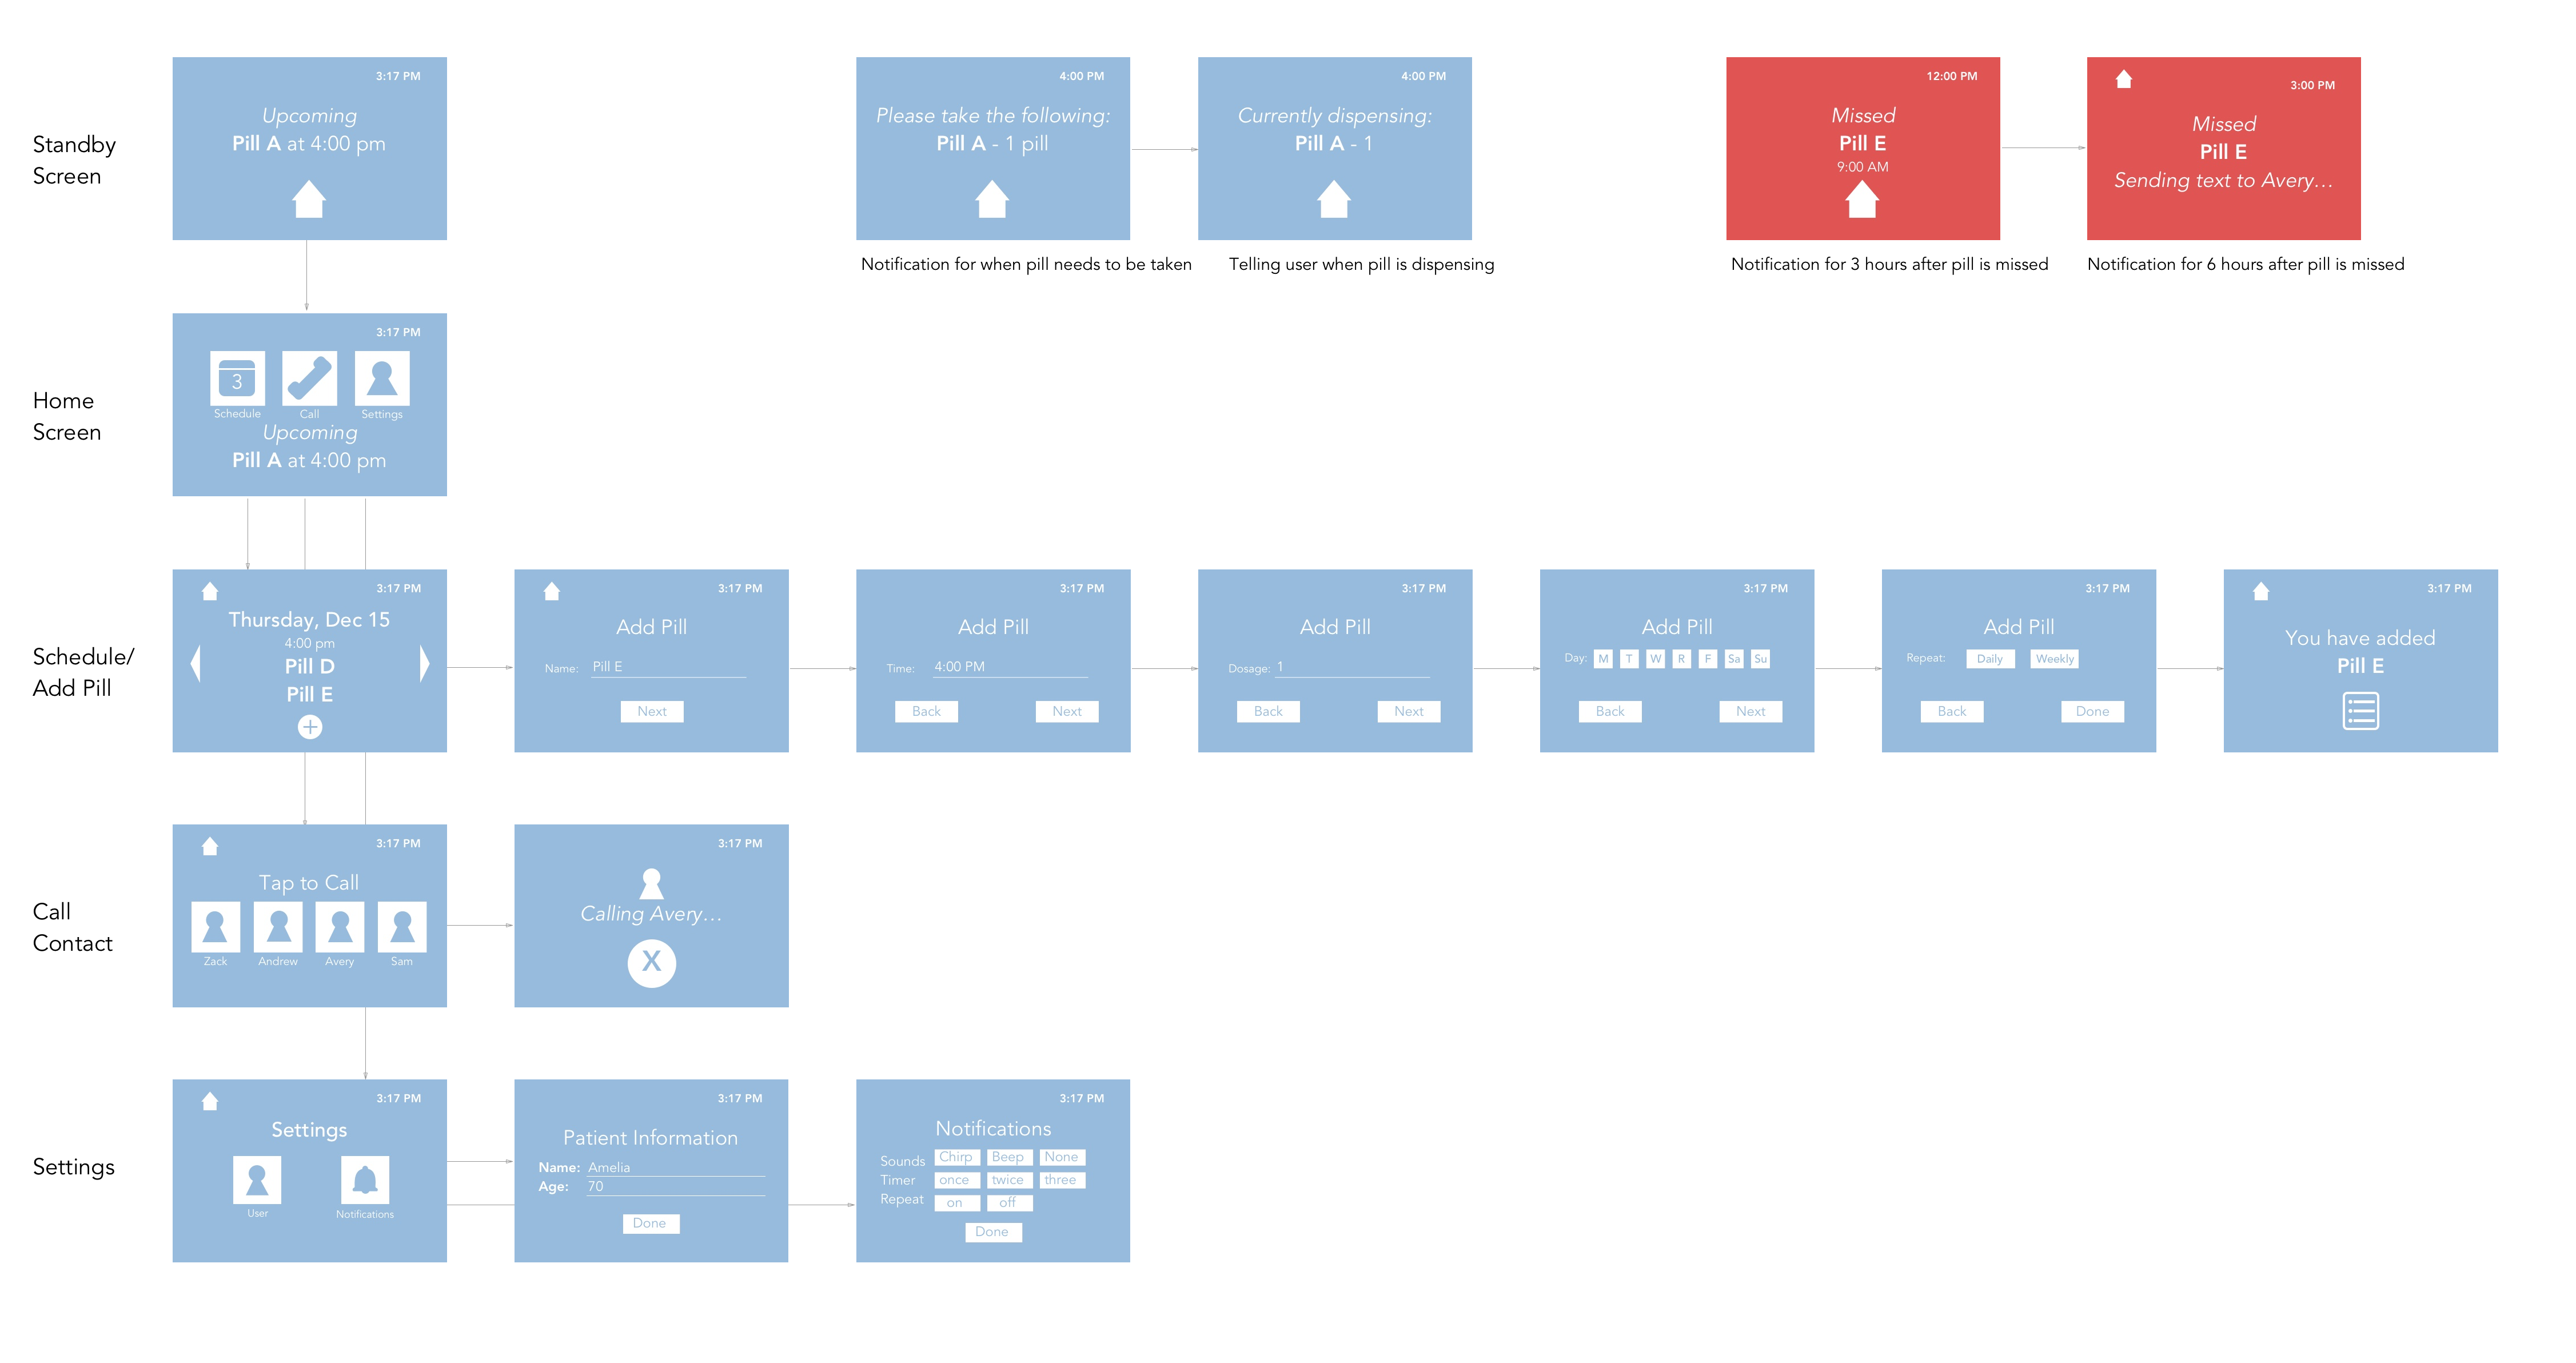 Standby
Screen
3:17 PM
Upcoming
Pill A at 4:00 pm
4:00 PM
Please take the following:
Pill A - 1 pill
Notification for when pill needs to be taken
4:00 PM
Currently dispensing:
Pill A - 1
Telling user when pill is dispensing
12:00 PM
Missed
Pill E
9:00 AM
Notification for 3 hours after pill is missed
3:00 PM
Missed
Pill E
Sending text to Avery...
Notification for 6 hours after pill is missed
Home
Screen
3:17 PM
3
Schedule Call Settings
Upcoming
Pill A at 4:00 pm
Schedule/
Add Pill
3:17 PM
Thursday, Dec 15
4:00 pm
Pill D
Pill E
+
3:17 PM
Add Pill
Name: Pill E
Next
3:17 PM
Add Pill
Time: 4:00 PM
Back Next
3:17 PM
Add Pill
Dosage: 1
Back Next
3:17 PM
Add Pill
Day: M T W R F Sa Su
Back Next
3:17 PM
Add Pill
Repeat: Daily Weekly
Back Done
3:17 PM
You have added
Pill E
Call
Contact
3:17 PM
Tap to Call
Zack Andrew Avery Sam
3:17 PM
Calling Avery...
X
Settings
3:17 PM
Settings
User Notifications
3:17 PM
Patient Information
Name: Amelia
Age: 70
Done
3:17 PM
Notifications
Sounds Chirp Beep None
Timer once twice three
Repeat on off
Done